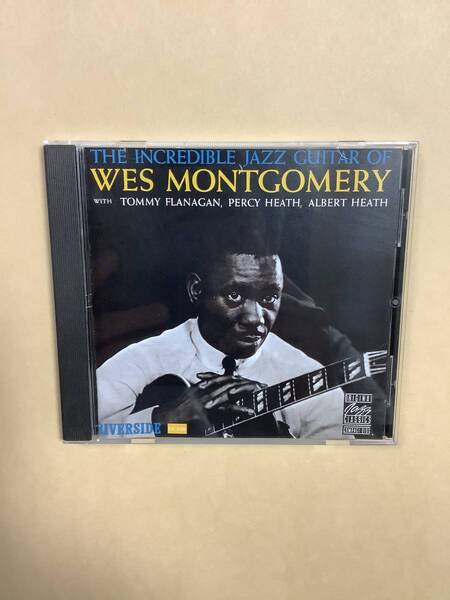 THE INCREDIBLE JAZZ GUITAR OF
WES MONTGOMERY
WITH TOMMY FLANAGAN, PERCY HEATH, ALBERT HEATH
RIVERSIDE
ORIGINAL
Jazz
CLASSICS